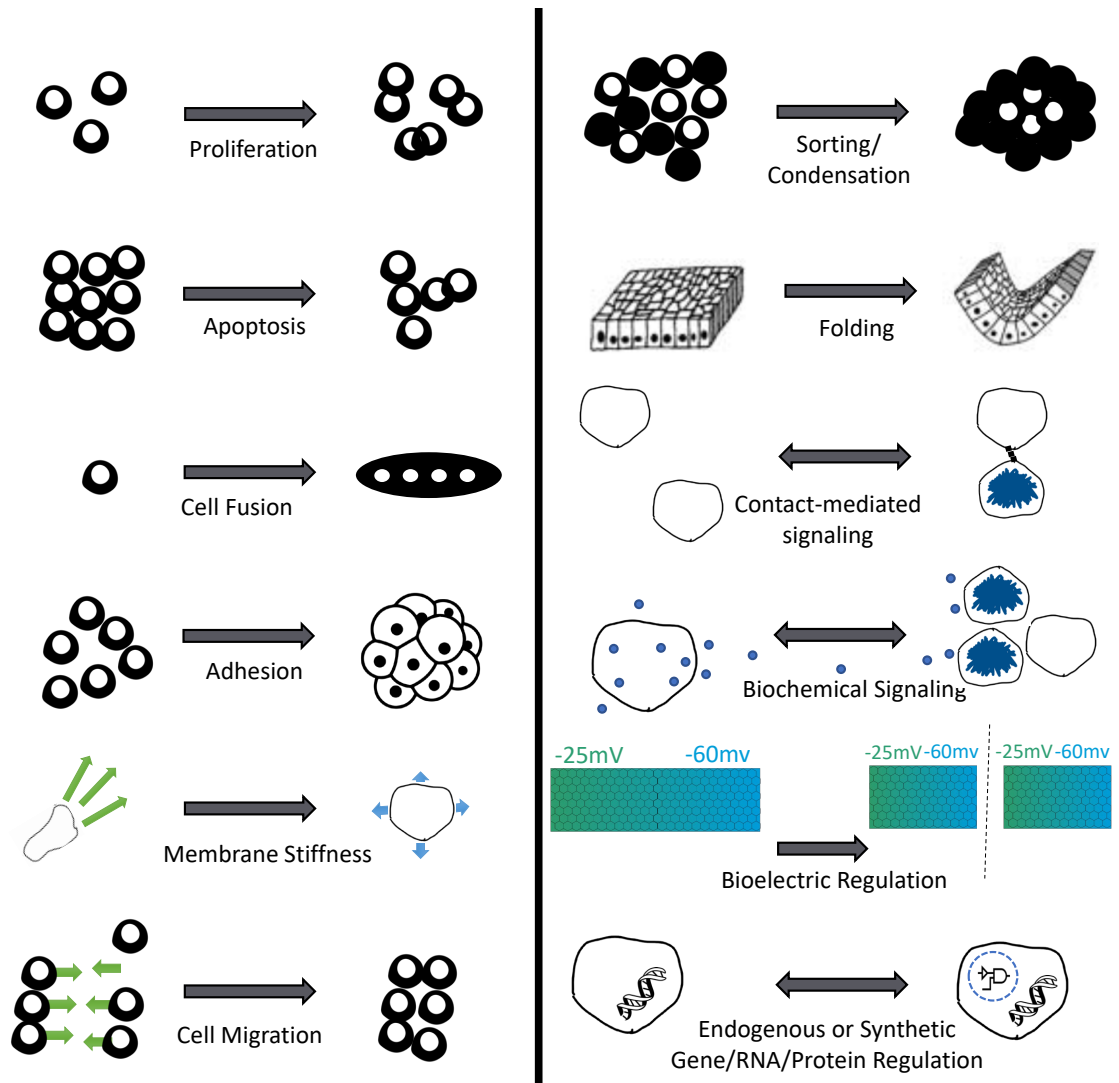 Proliferation
Apoptosis
Cell Fusion
Adhesion
Membrane Stiffness
Cell Migration
Sorting/
Condensation
Folding
Contact-mediated
signaling
Biochemical Signaling
-25mV -60mv
-25mV -60mv -25mV -60mv
Bioelectric Regulation
Endogenous or Synthetic
Gene/RNA/Protein Regulation